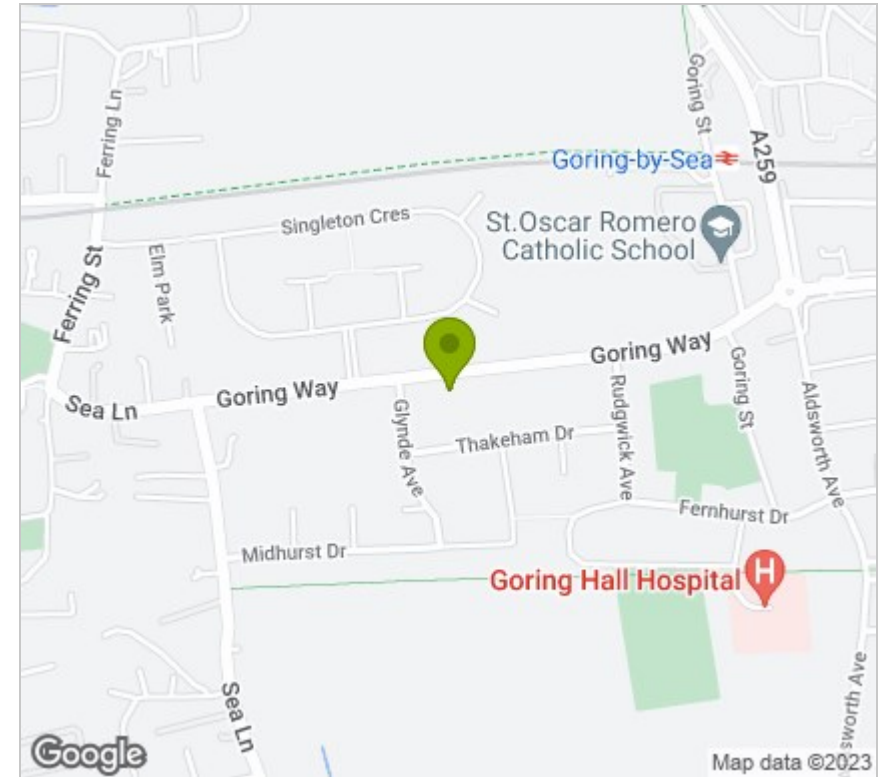 Goring St
A259
Ferring Ln
Goring-by-Sea
Singleton Cres
St.Oscar Romero
Catholic School
Elm Park
Ferring St
Goring Way
Goring Way
Sea Ln
Goring St
Rudgwick Ave
Aldsworth Ave
Glynde Ave
Thakeham Dr
Fernhurst Dr
Midhurst Dr
Goring Hall Hospital
H
Sea Ln
sworth Ave
Google
Map data ©2023